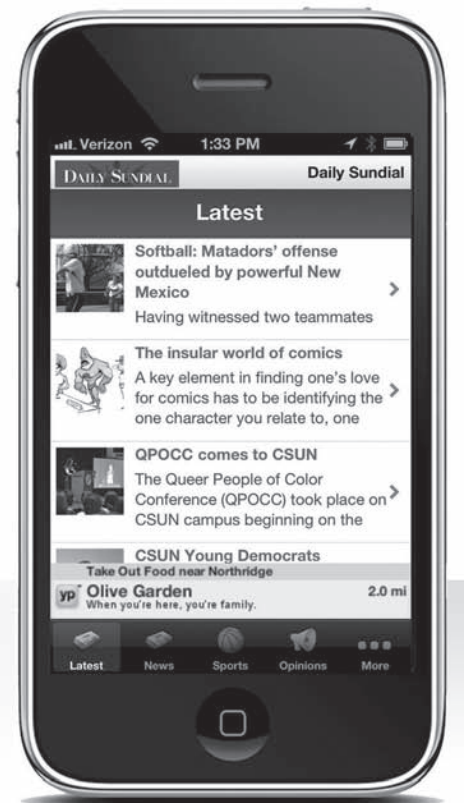 Verizon 1:33 PM
DAILY SUNDIAL Daily Sundial
Latest
Softball: Matadors' offense
outdueled by powerful New
Mexico
Having witnessed two teammates
The insular world of comics
A key element in finding one's love
for comics has to be identifying the
one character you relate to, one
QPOCC comes to CSUN
The Queer People of Color
Conference (QPOCC) took place on
CSUN campus beginning on the
CSUN Young Democrats
Take Out Food near Northridge
yp Olive Garden 2.0 mi
When you're here, you're family.
Latest News Sports Opinions More